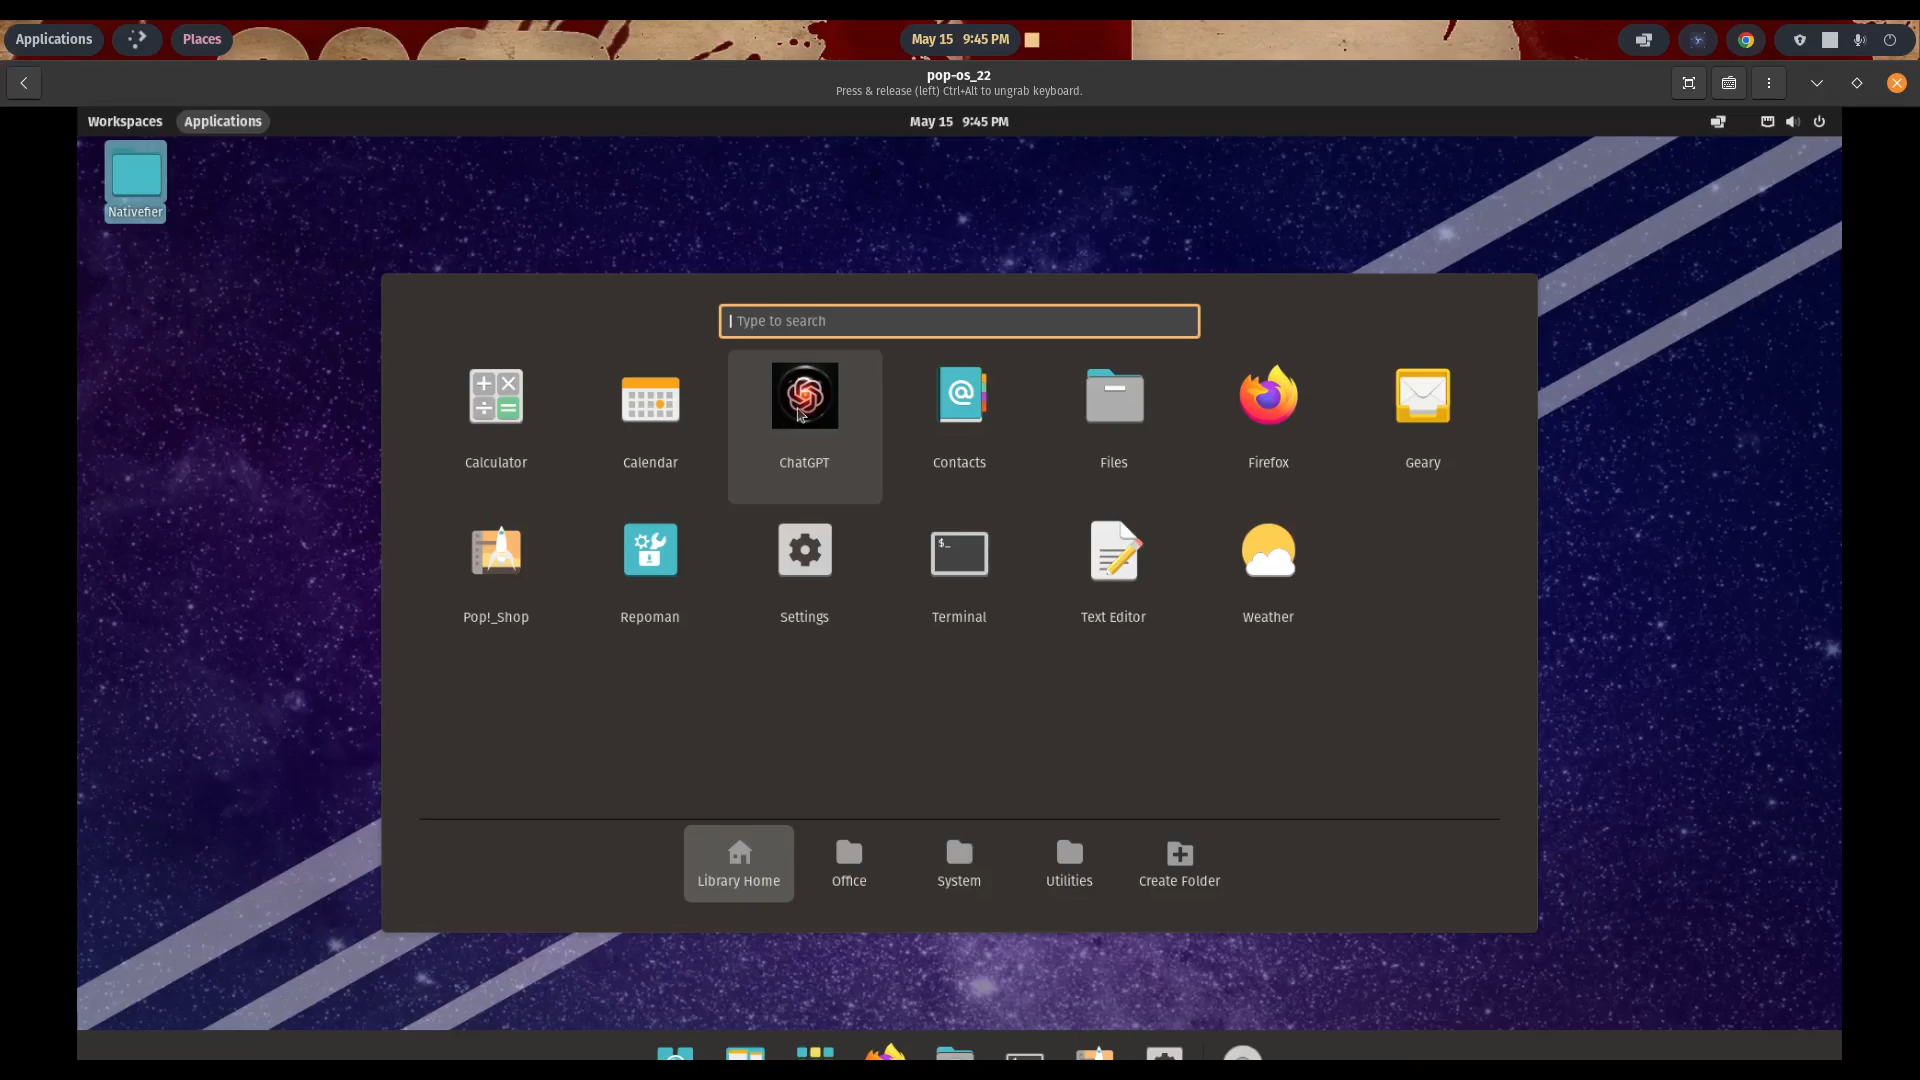 Applications Places May 15 9:45 PM
pop-os_22
Press & release (left) Ctrl+Alt to ungrab keyboard.
Workspaces Applications May 15 9:45 PM
Nativefier
Type to search
Calculator Calendar ChatGPT Contacts Files Firefox Geary
$_
Pop!_Shop Repoman Settings Terminal Text Editor Weather
Library Home Office System Utilities Create Folder